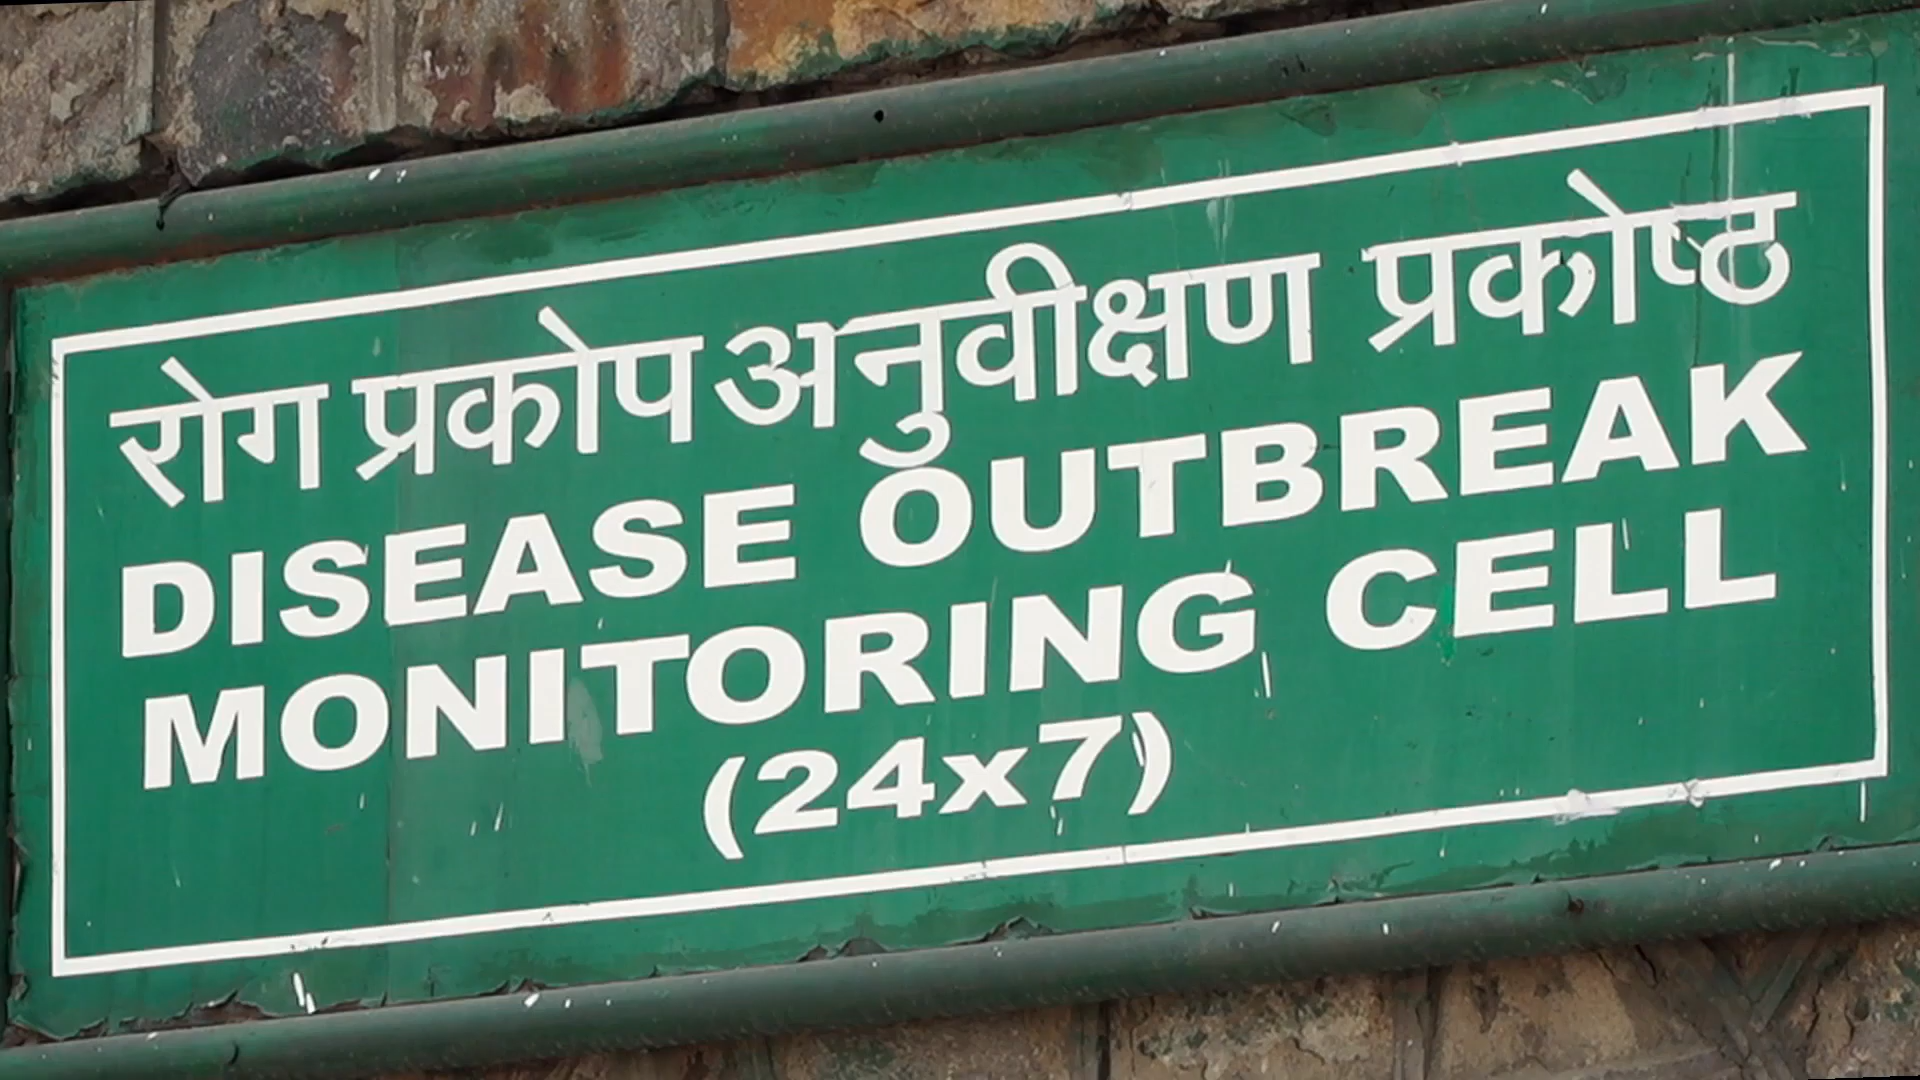 रोग प्रकोप अनुवीक्षण प्रकोष्ठ
DISEASE OUTBREAK
MONITORING CELL
(24x7)